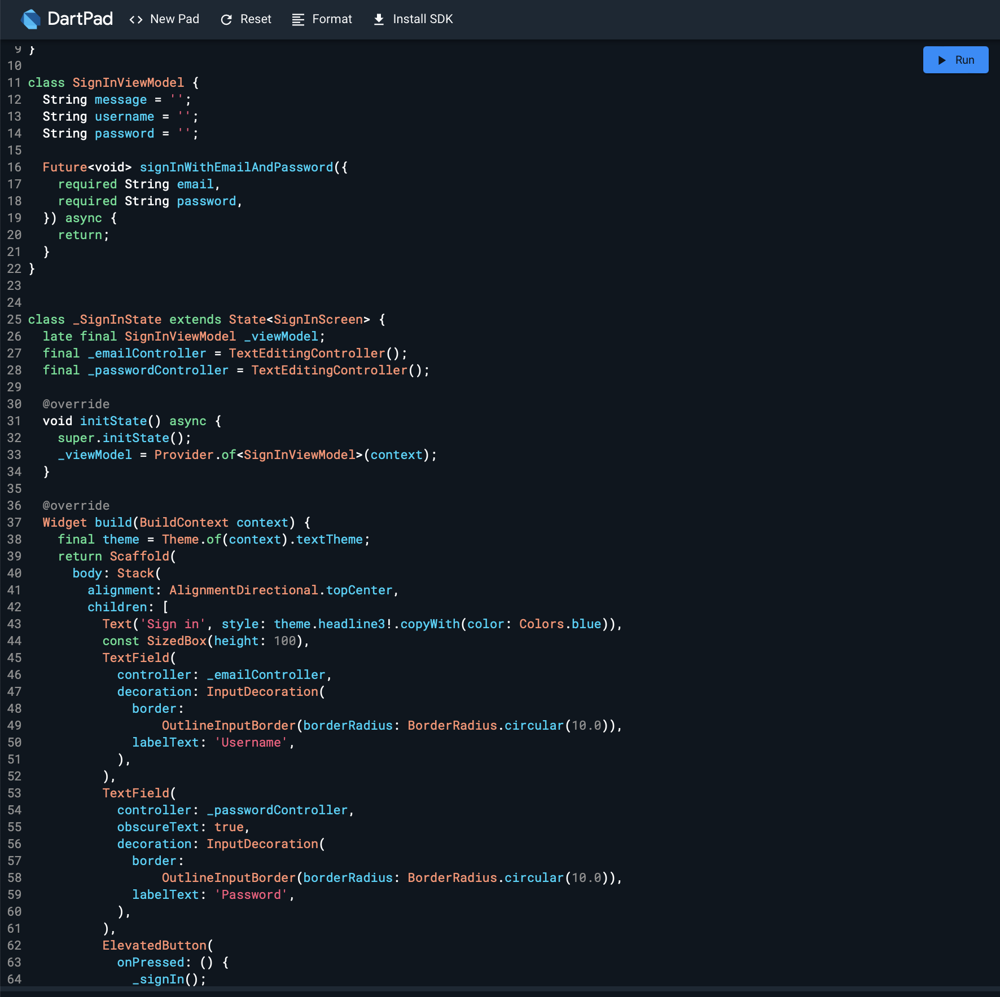 DartPad <> New Pad Reset Format Install SDK
Run
9 }
10
11 class SignInViewModel {
12   String message = '';
13   String username = '';
14   String password = '';
15
16   Future<void> signInWithEmailAndPassword({
17     required String email,
18     required String password,
19   }) async {
20     return;
21   }
22 }
23
24
25 class _SignInState extends State<SignInScreen> {
26   late final SignInViewModel _viewModel;
27   final _emailController = TextEditingController();
28   final _passwordController = TextEditingController();
29
30   @override
31   void initState() async {
32     super.initState();
33     _viewModel = Provider.of<SignInViewModel>(context);
34   }
35
36   @override
37   Widget build(BuildContext context) {
38     final theme = Theme.of(context).textTheme;
39     return Scaffold(
40       body: Stack(
41         alignment: AlignmentDirectional.topCenter,
42         children: [
43           Text('Sign in', style: theme.headline3!.copyWith(color: Colors.blue)),
44           const SizedBox(height: 100),
45           TextField(
46             controller: _emailController,
47             decoration: InputDecoration(
48               border:
49                   OutlineInputBorder(borderRadius: BorderRadius.circular(10.0)),
50               labelText: 'Username',
51             ),
52           ),
53           TextField(
54             controller: _passwordController,
55             obscureText: true,
56             decoration: InputDecoration(
57               border:
58                   OutlineInputBorder(borderRadius: BorderRadius.circular(10.0)),
59               labelText: 'Password',
60             ),
61           ),
62           ElevatedButton(
63             onPressed: () {
64               _signIn();